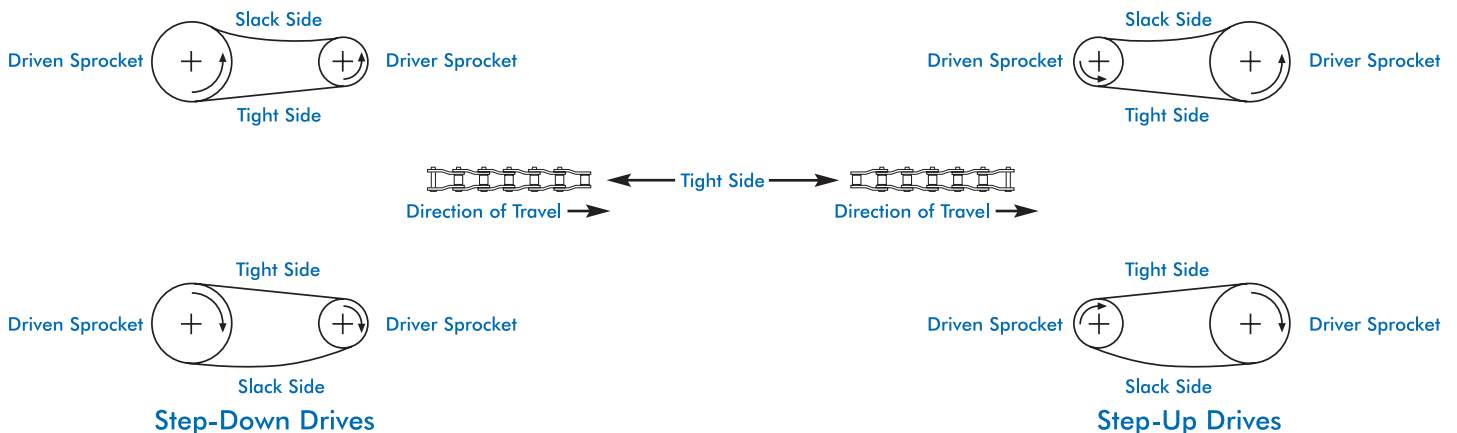 Slack Side
Driven Sprocket
Driver Sprocket
Tight Side
Slack Side
Driven Sprocket
Driver Sprocket
Tight Side
Tight Side
Direction of Travel
Direction of Travel
Tight Side
Driven Sprocket
Driver Sprocket
Slack Side
Step-Down Drives
Tight Side
Driven Sprocket
Driver Sprocket
Slack Side
Step-Up Drives